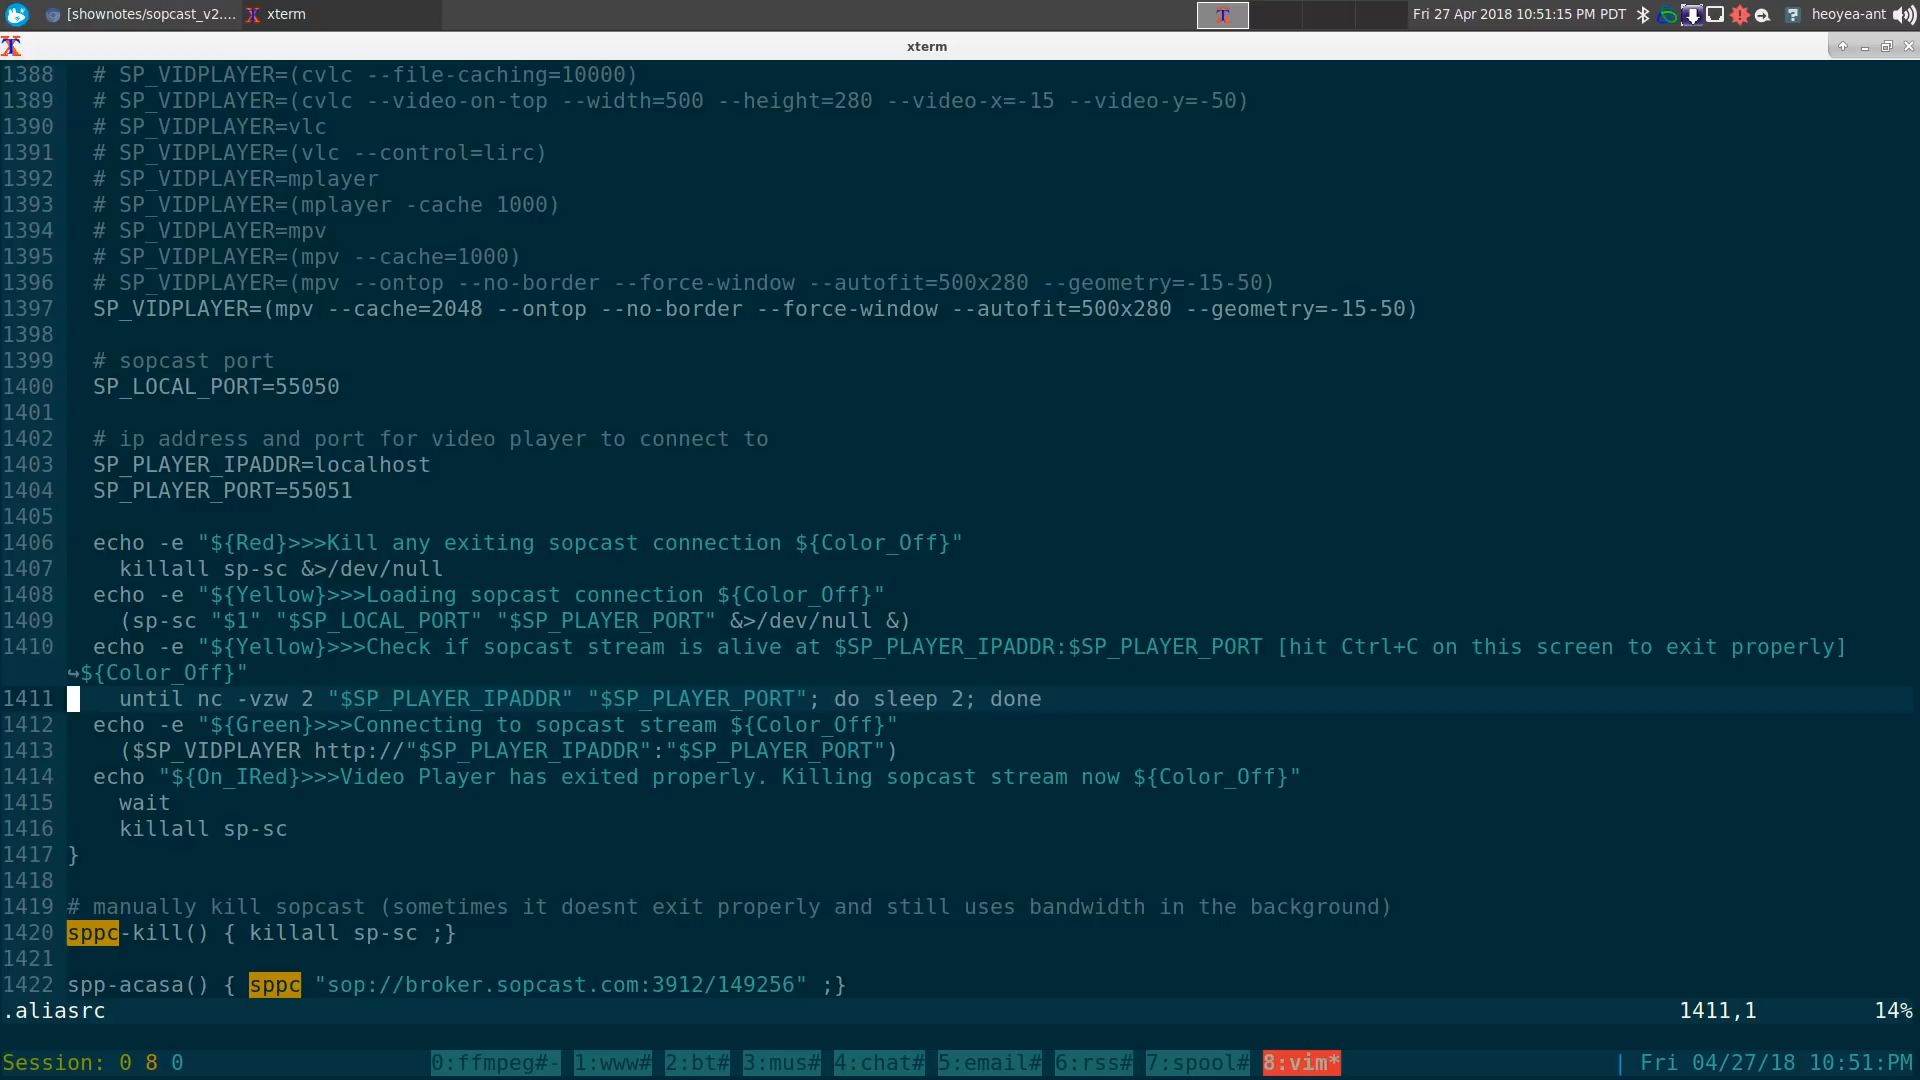 [shownotes/sopcast_v2.... xterm Fri 27 Apr 2018 10:51:15 PM PDT heoyea-ant
xterm
1388 # SP_VIDPLAYER=(cvlc --file-caching=10000)
1389 # SP_VIDPLAYER=(cvlc --video-on-top --width=500 --height=280 --video-x=-15 --video-y=-50)
1390 # SP_VIDPLAYER=vlc
1391 # SP_VIDPLAYER=(vlc --control=lirc)
1392 # SP_VIDPLAYER=mplayer
1393 # SP_VIDPLAYER=(mplayer -cache 1000)
1394 # SP_VIDPLAYER=mpv
1395 # SP_VIDPLAYER=(mpv --cache=1000)
1396 # SP_VIDPLAYER=(mpv --ontop --no-border --force-window --autofit=500x280 --geometry=-15-50)
1397 SP_VIDPLAYER=(mpv --cache=2048 --ontop --no-border --force-window --autofit=500x280 --geometry=-15-50)
1398
1399 # sopcast port
1400 SP_LOCAL_PORT=55050
1401
1402 # ip address and port for video player to connect to
1403 SP_PLAYER_IPADDR=localhost
1404 SP_PLAYER_PORT=55051
1405
1406 echo -e "${Red}>>>Kill any exiting sopcast connection ${Color_Off}"
1407 killall sp-sc &>/dev/null
1408 echo -e "${Yellow}>>>Loading sopcast connection ${Color_Off}"
1409 (sp-sc "$1" "$SP_LOCAL_PORT" "$SP_PLAYER_PORT" &>/dev/null &)
1410 echo -e "${Yellow}>>>Check if sopcast stream is alive at $SP_PLAYER_IPADDR:$SP_PLAYER_PORT [hit Ctrl+C on this screen to exit properly]
↪${Color_Off}"
1411 until nc -vzw 2 "$SP_PLAYER_IPADDR" "$SP_PLAYER_PORT"; do sleep 2; done
1412 echo -e "${Green}>>>Connecting to sopcast stream ${Color_Off}"
1413 ($SP_VIDPLAYER http://"$SP_PLAYER_IPADDR":"$SP_PLAYER_PORT")
1414 echo "${On_IRed}>>>Video Player has exited properly. Killing sopcast stream now ${Color_Off}"
1415 wait
1416 killall sp-sc
1417 }
1418
1419 # manually kill sopcast (sometimes it doesnt exit properly and still uses bandwidth in the background)
1420 sppc-kill() { killall sp-sc ;}
1421
1422 spp-acasa() { sppc "sop://broker.sopcast.com:3912/149256" ;}
.aliasrc 1411,1 14%
Session: 0 8 0 0:ffmpeg#- 1:www# 2:bt# 3:mus# 4:chat# 5:email# 6:rss# 7:spool# 8:vim* | Fri 04/27/18 10:51:PM